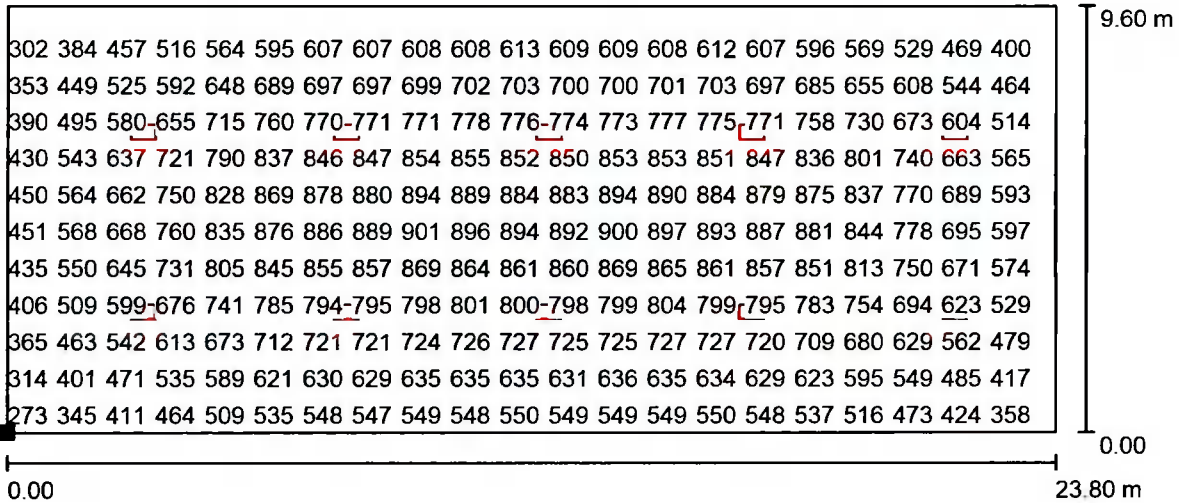 9.60 m
302 384 457 516 564 595 607 607 608 608 613 609 609 608 612 607 596 569 529 469 400
353 449 525 592 648 689 697 697 699 702 703 700 700 701 703 697 685 655 608 544 464
390 495 580 655 715 760 770 771 771 778 776 774 773 777 775 771 758 730 673 604 514
430 543 637 721 790 837 846 847 854 855 852 850 853 853 851 847 836 801 740 663 565
450 564 662 750 828 869 878 880 894 889 884 883 894 890 884 879 875 837 770 689 593
451 568 668 760 835 876 886 889 901 896 894 892 900 897 893 887 881 844 778 695 597
435 550 645 731 805 845 855 857 869 864 861 860 869 865 861 857 851 813 750 671 574
406 509 599 676 741 785 794 795 798 801 800 798 799 804 799 795 783 754 694 623 529
365 463 542 613 673 712 721 721 724 726 727 725 725 727 727 720 709 680 629 562 479
314 401 471 535 589 621 630 629 635 635 635 631 636 635 634 629 623 595 549 485 417
273 345 411 464 509 535 548 547 549 548 550 549 549 549 550 548 537 516 473 424 358
0.00
0.00
23.80 m